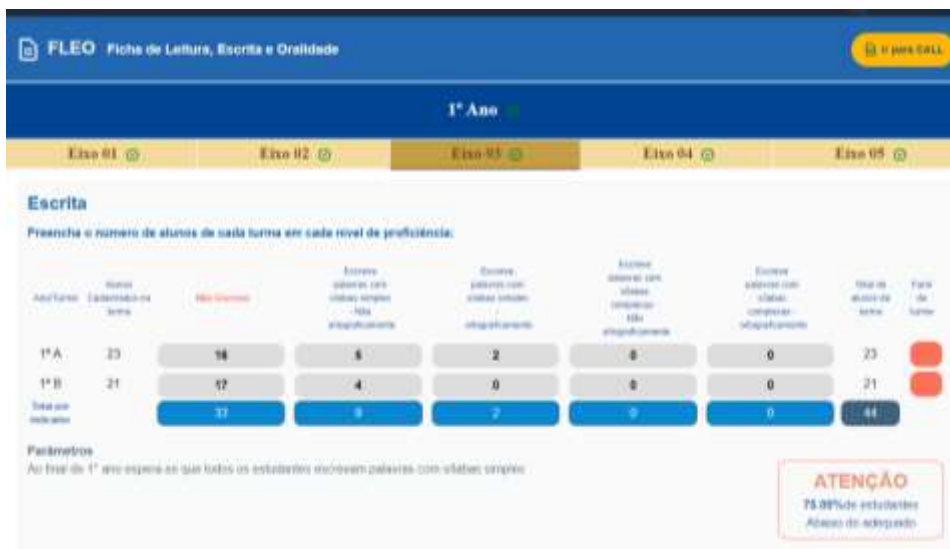 FLEO Ficha de Leitura, Escrita e Oralidade
Ir para CALL
1º Ano
Eixo 01
Eixo 02
Eixo 03
Eixo 04
Eixo 05
Escrita
Preencha o número de alunos de cada turma em cada nível de proficiência:
Ano/Turma
Alunos
Cadastrados na
turma
Não Escreve
Escreve
palavras com
sílabas simples
- Não
ortograficamente
Escreve
palavras com
sílabas simples
-
ortograficamente
Escreve
palavras com
sílabas
complexas -
Não
ortograficamente
Escreve
palavras com
sílabas
complexas -
ortograficamente
Total de
alunos da
turma
da
turma
1º A 23 16 5 2 0 0 23
1º B 21 17 4 0 0 0 21
Total por
indicador
33 9 2 0 0 44
Parâmetros
Ao final do 1º ano espera-se que todos os estudantes escrevam palavras com sílabas simples
ATENÇÃO
75.00%de estudantes
Abaixo do adequado